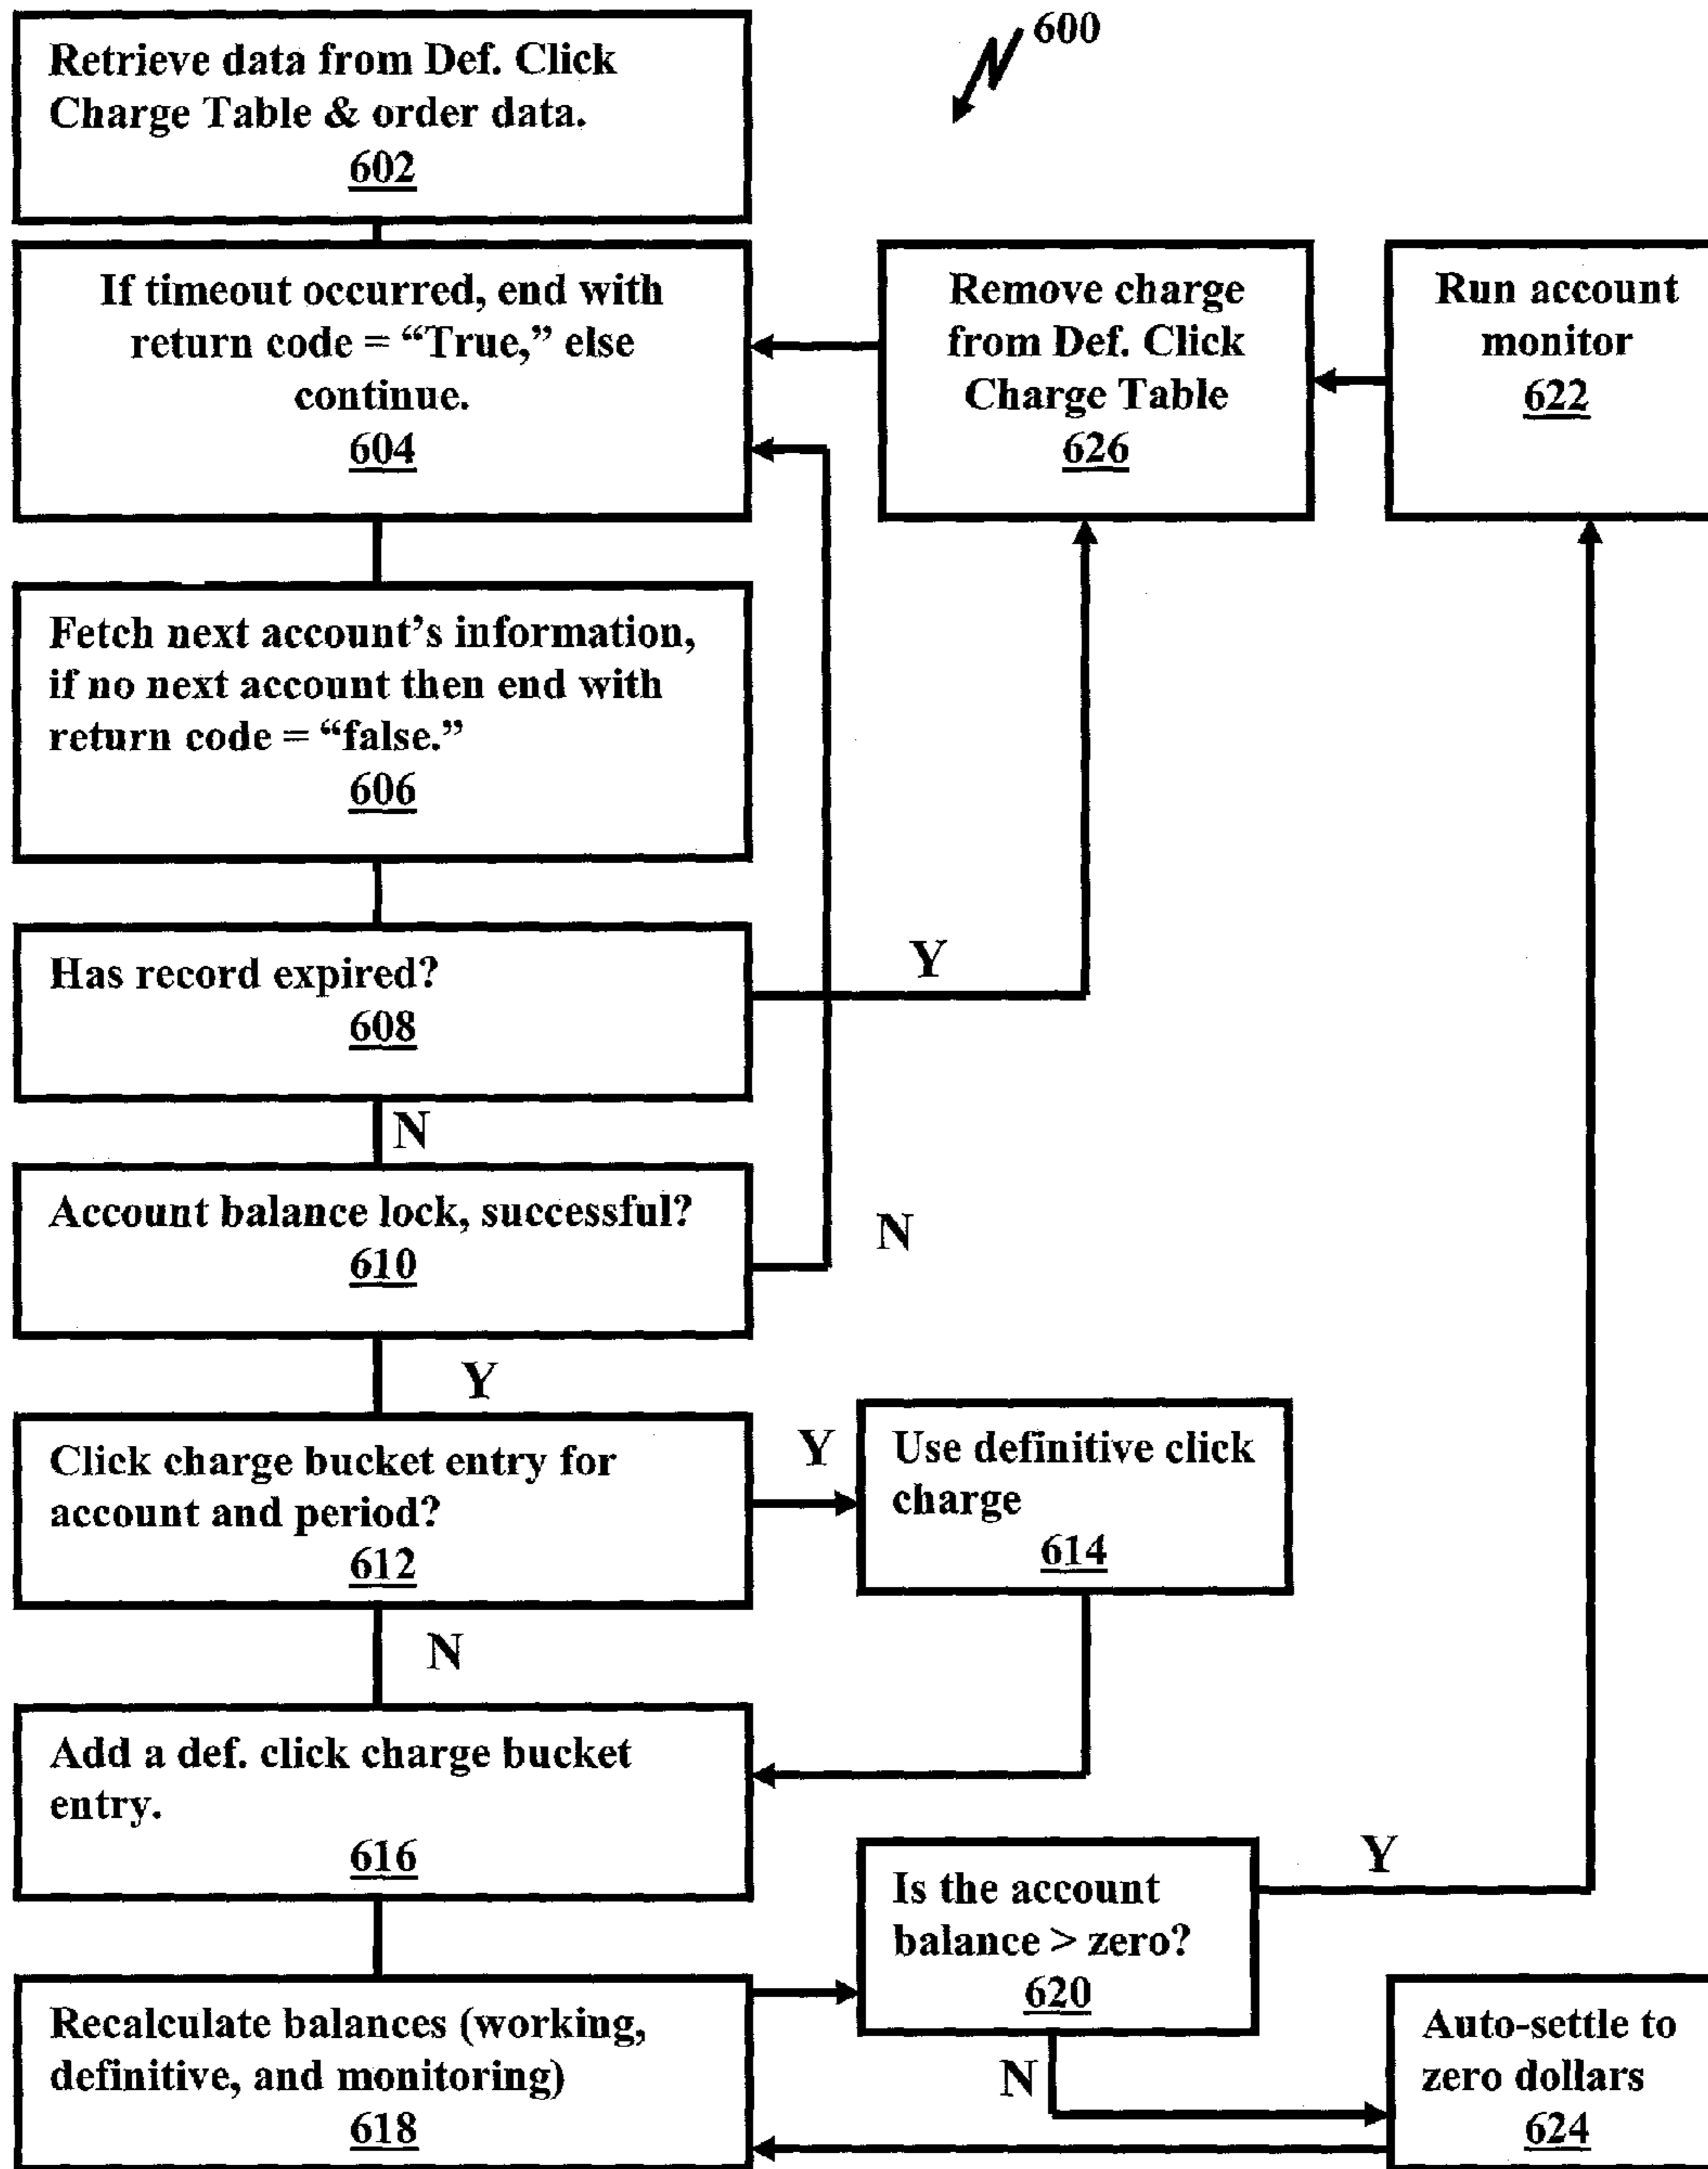 600
Retrieve data from Def. Click
Charge Table & order data.
602
If timeout occurred, end with
return code = “True,” else
continue.
604
Remove charge
from Def. Click
Charge Table
626
Run account
monitor
622
Fetch next account’s information,
if no next account then end with
return code = “false.”
606
Has record expired?
608
Y
N
Account balance lock, successful?
610
N
Y
Click charge bucket entry for
account and period?
612
Y
Use definitive click
charge
614
N
Add a def. click charge bucket
entry.
616
Is the account
balance > zero?
620
Y
N
Recalculate balances (working,
definitive, and monitoring)
618
Auto-settle to
zero dollars
624